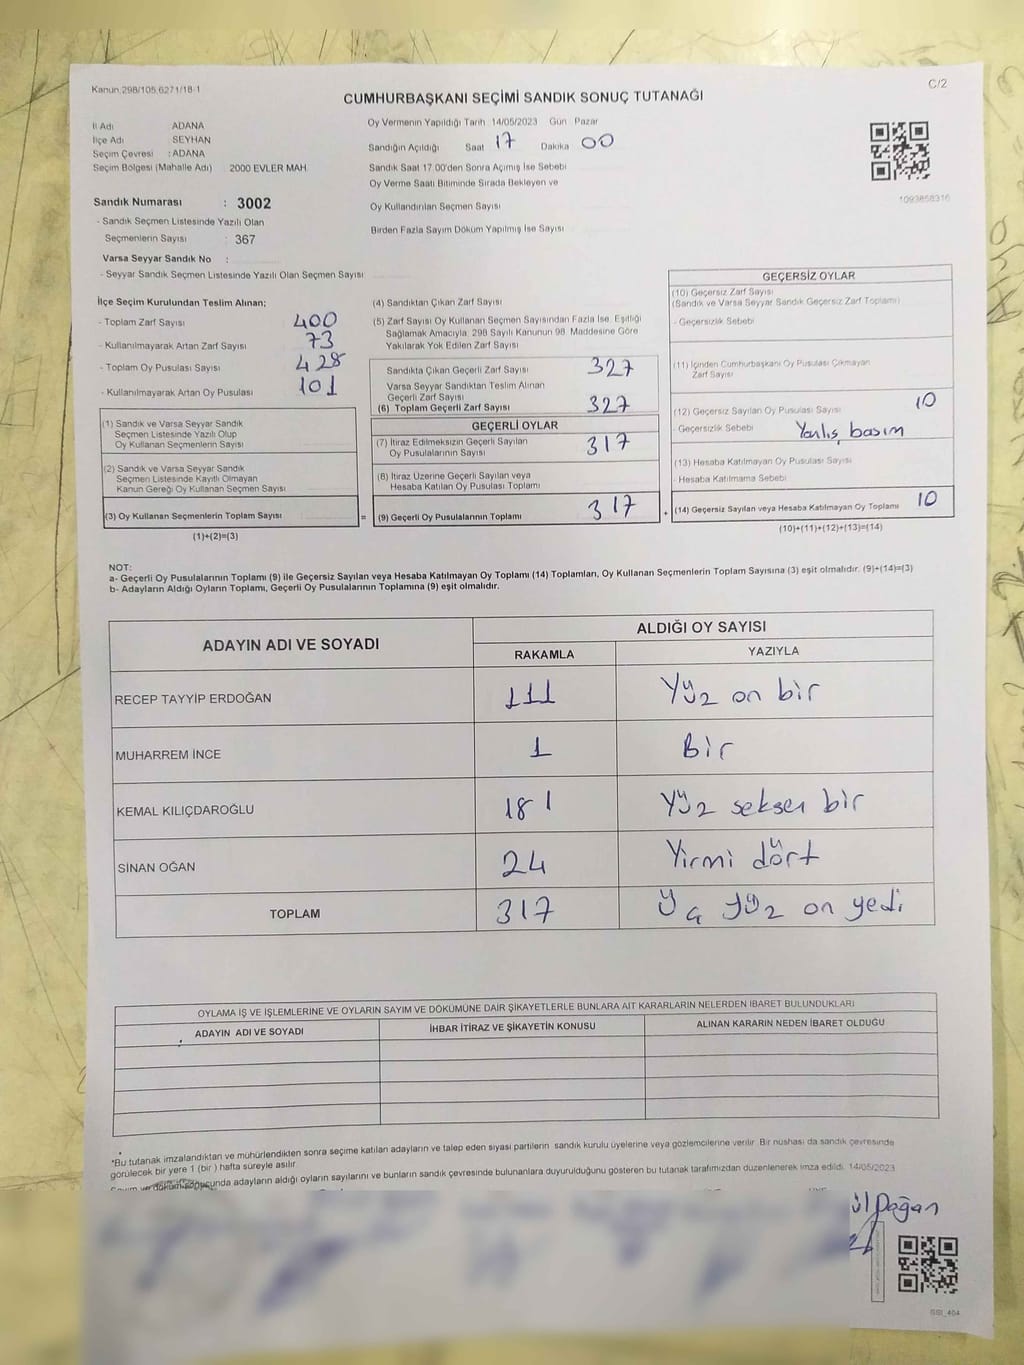 Kanun,298/105,6271/18-1
C/2
CUMHURBAŞKANI SEÇİMİ SANDIK SONUÇ TUTANAĞI
İl Adı : ADANA
İlçe Adı : SEYHAN
Seçim Çevresi : ADANA
Seçim Bölgesi (Mahalle Adı) 2000 EVLER MAH.
Sandık Numarası : 3002
- Sandık Seçmen Listesinde Yazılı Olan
Seçmenlerin Sayısı : 367
Varsa Seyyar Sandık No :
- Seyyar Sandık Seçmen Listesinde Yazılı Olan Seçmen Sayısı
Oy Vermenin Yapıldığı Tarih 14/05/2023 Gün : Pazar
Sandığın Açıldığı Saat 17 Dakika 00
Sandık Saat 17.00'den Sonra Açımış İse Sebebi
Oy Verme Saati Bitiminde Sırada Bekleyen ve
Oy Kullandırılan Seçmen Sayısı
Birden Fazla Sayım Döküm Yapılmış İse Sayısı
1093858316
İlçe Seçim Kurulundan Teslim Alınan;
- Toplam Zarf Sayısı 400
- Kullanılmayarak Artan Zarf Sayısı 73
- Toplam Oy Pusulası Sayısı 428
- Kullanılmayarak Artan Oy Pusulası 101
(1) Sandık ve Varsa Seyyar Sandık
Seçmen Listesinde Yazılı Olup
Oy Kullanan Seçmenlerin Sayısı
(2) Sandık ve Varsa Seyyar Sandık
Seçmen Listesinde Kayıtlı Olmayan
Kanun Gereği Oy Kullanan Seçmen Sayısı
(3) Oy Kullanan Seçmenlerin Toplam Sayısı
(1)+(2)=(3)
=
(4) Sandıktan Çıkan Zarf Sayısı
(5) Zarf Sayısı Oy Kullanan Seçmen Sayısından Fazla İse, Eşitliği
Sağlamak Amacıyla, 298 Sayılı Kanunun 98. Maddesine Göre
Yakılarak Yok Edilen Zarf Sayısı
Sandıkta Çıkan Geçerli Zarf Sayısı 327
Varsa Seyyar Sandıktan Teslim Alınan
Geçerli Zarf Sayısı
(6) Toplam Geçerli Zarf Sayısı 327
GEÇERLİ OYLAR
(7) İtiraz Edilmeksizin Geçerli Sayılan
Oy Pusulalarının Sayısı 317
(8) İtiraz Üzerine Geçerli Sayılan veya
Hesaba Katılan Oy Pusulası Toplamı
(9) Geçerli Oy Pusulalarının Toplamı 317
+
GEÇERSİZ OYLAR
(10) Geçersiz Zarf Sayısı
(Sandık ve Varsa Seyyar Sandık Geçersiz Zarf Toplamı)
- Geçersizlik Sebebi
(11) İçinden Cumhurbaşkanı Oy Pusulası Çıkmayan
Zarf Sayısı
(12) Geçersiz Sayılan Oy Pusulası Sayısı 10
- Geçersizlik Sebebi Yanlış basım
(13) Hesaba Katılmayan Oy Pusulası Sayısı
- Hesaba Katılmama Sebebi
(14) Geçersiz Sayılan veya Hesaba Katılmayan Oy Toplamı 10
(10)+(11)+(12)+(13)=(14)
NOT:
a- Geçerli Oy Pusulalarının Toplamı (9) ile Geçersiz Sayılan veya Hesaba Katılmayan Oy Toplamı (14) Toplamları, Oy Kullanan Seçmenlerin Toplam Sayısına (3) eşit olmalıdır. (9)+(14)=(3)
b- Adayların Aldığı Oyların Toplamı, Geçerli Oy Pusulalarının Toplamına (9) eşit olmalıdır.
ADAYIN ADI VE SOYADI
ALDIĞI OY SAYISI
RAKAMLA YAZIYLA
RECEP TAYYİP ERDOĞAN 111 Yüz on bir
MUHARREM İNCE 1 Bir
KEMAL KILIÇDAROĞLU 181 Yüz seksen bir
SİNAN OĞAN 24 Yirmi dört
TOPLAM 317 Üç yüz on yedi
OYLAMA İŞ VE İŞLEMLERİNE VE OYLARIN SAYIM VE DÖKÜMÜNE DAİR ŞİKAYETLERLE BUNLARA AİT KARARLARIN NELERDEN İBARET BULUNDUKLARI
ADAYIN ADI VE SOYADI İHBAR İTİRAZ VE ŞİKAYETİN KONUSU ALINAN KARARIN NEDEN İBARET OLDUĞU
*Bu tutanak imzalandıktan ve mühürlendikten sonra seçime katılan adayların ve talep eden siyasi partilerin sandık kurulu üyelerine veya gözlemcilerine verilir. Bir nüshası da sandık çevresinde
görülecek bir yere 1 (bir ) hafta süreyle asılır.
Sayım ve döküm sonucunda adayların aldığı oyların sayılarını ve bunların sandık çevresinde bulunanlara duyurulduğunu gösteren bu tutanak tarafımızdan düzenlenerek imza edildi. 14/05/2023
ül Doğan